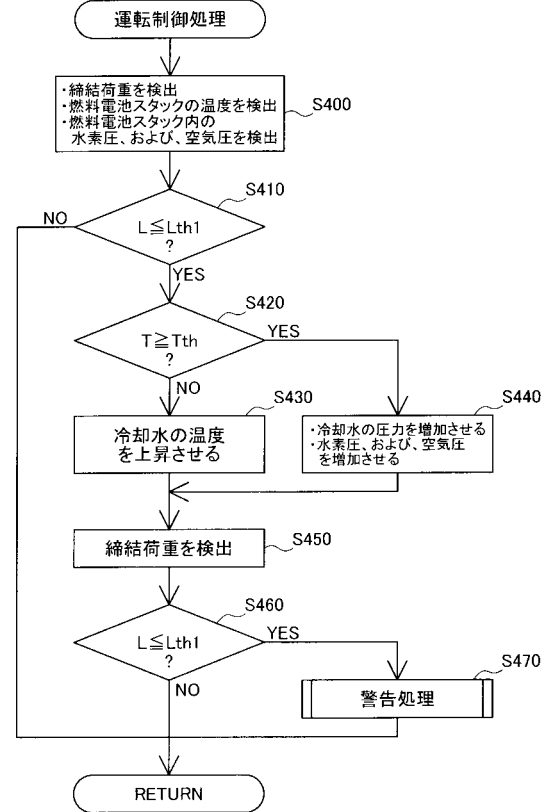 運転制御処理
・締結荷重を検出
・燃料電池スタックの温度を検出
・燃料電池スタック内の
水素圧、および、空気圧を検出
S400
S410
NO
L≦Lth1
?
YES
S420
T≧Tth
?
YES
NO
S430
冷却水の温度
を上昇させる
S440
・冷却水の圧力を増加させる
・水素圧、および、空気圧
を増加させる
締結荷重を検出
S450
S460
L≦Lth1
?
YES
NO
S470
警告処理
RETURN